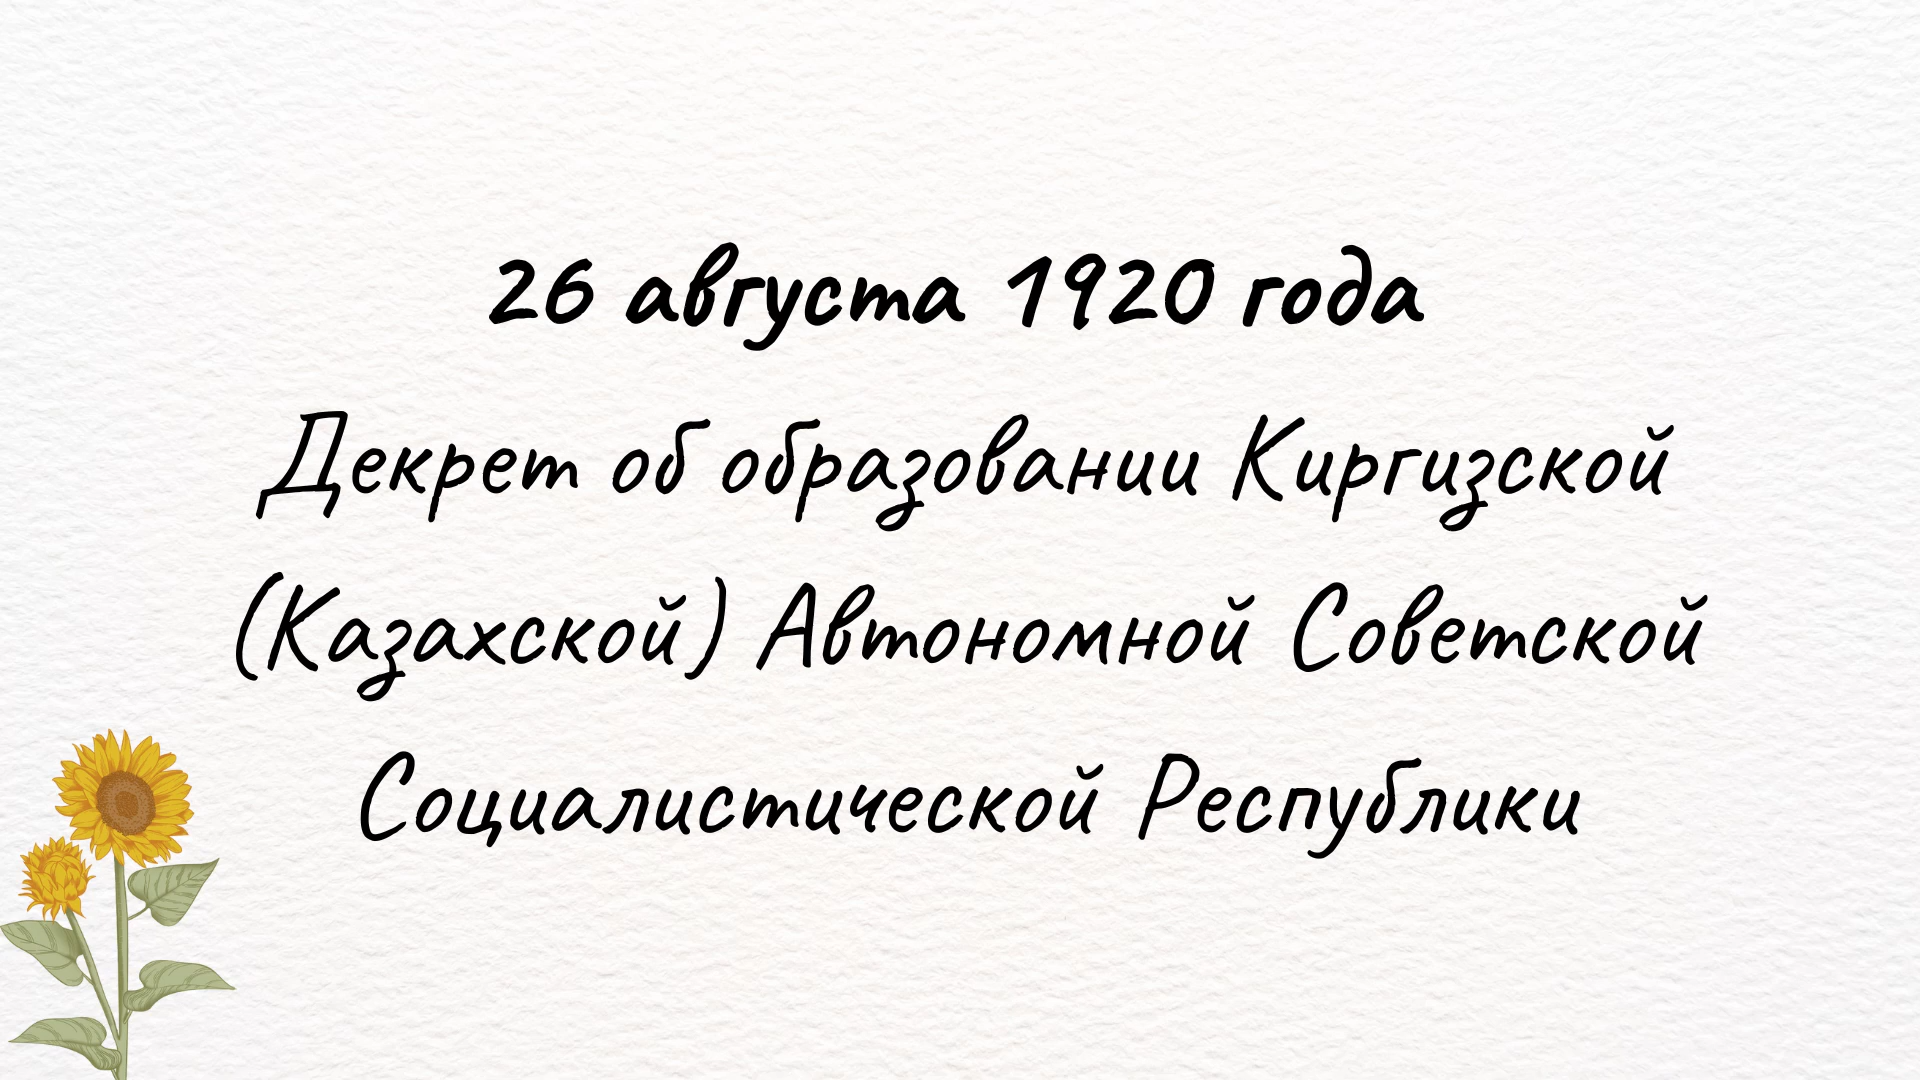 26 августа 1920 года
Декрет об образовании Киргизской
(Казахской) Автономной Советской
Социалистической Республики